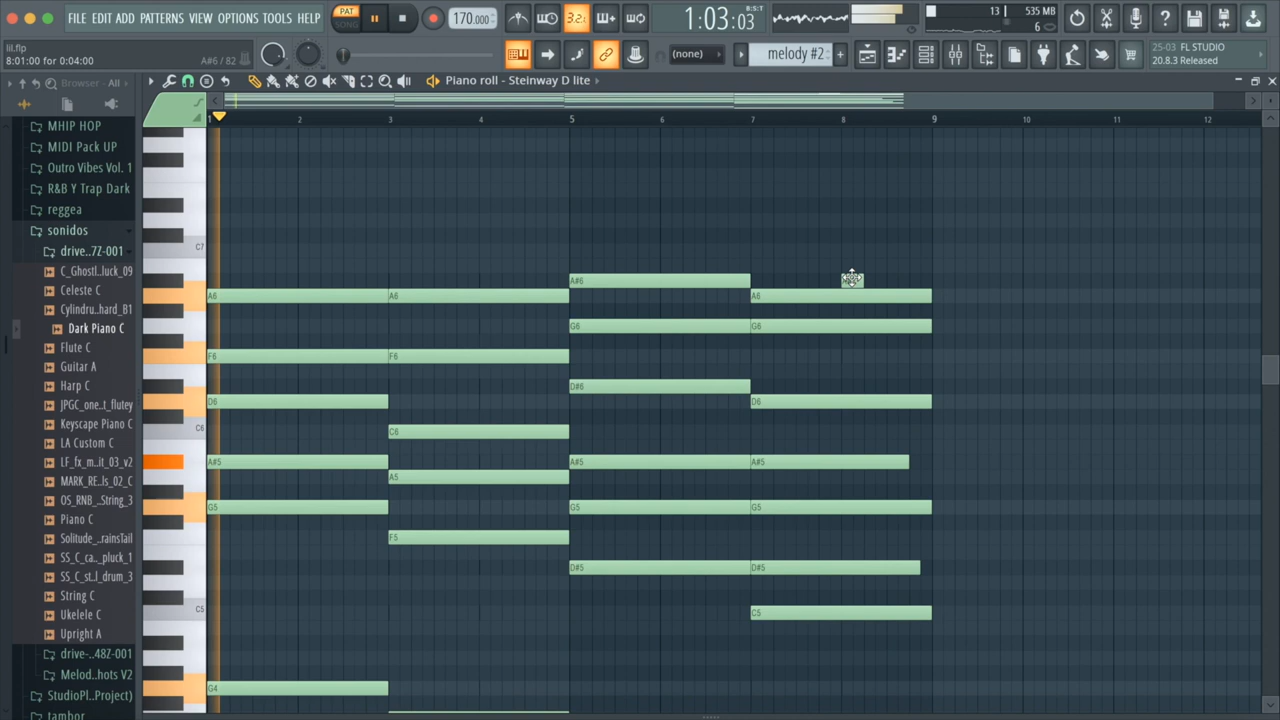 FILE EDIT ADD PATTERNS VIEW OPTIONS TOOLS HELP
PAT
SONG
170.000
3.2.
1:03:03
B:S:T
13
535 MB
6
lil.flp
8:01:00 for 0:04:00
A#6 / 82
(none)
melody #2
25-03 FL STUDIO
20.8.3 Released
Browser - All
Piano roll - Steinway D lite
1
2
3
4
5
6
7
8
9
10
11
12
MHIP HOP
MIDI Pack UP
Outro Vibes Vol. 1
R&B Y Trap Dark
reggea
sonidos
drive..7Z-001
C_Ghostl..luck_09
Celeste C
Cylindru..hard_B1
Dark Piano C
Flute C
Guitar A
Harp C
JPGC_one..t_flutey
Keyscape Piano C
LA Custom C
LF_fx_m..it_03_v2
MARK_RE..ls_02_C
OS_RNB_..String_3
Piano C
Solitude_..rainsTail
SS_C_ca..pluck_1
SS_C_st..l_drum_3
String C
Ukelele C
Upright A
drive-..48Z-001
Melod..hots V2
StudioPl..Project)
tambor
C7
A#6
A6
A6
A6
G6
G6
F6
F6
D#6
D6
D6
C6
C6
A#5
A#5
A#5
A5
G5
G5
G5
F5
D#5
D#5
C5
C5
G4